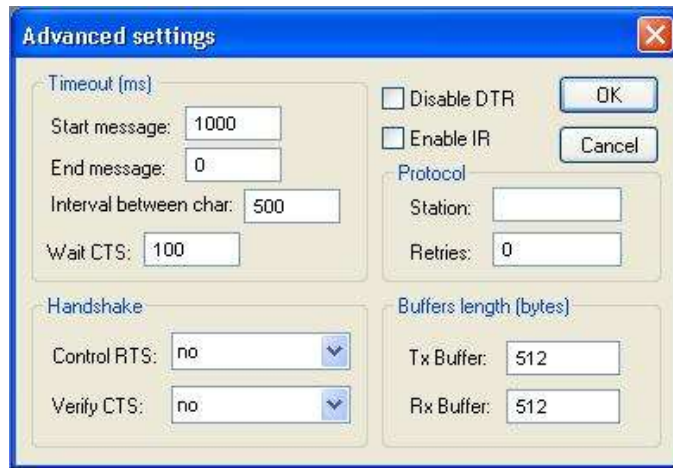 Advanced settings
Timeout (ms)
Start message: 1000
End message: 0
Interval between char: 500
Wait CTS: 100
Disable DTR
Enable IR
OK
Cancel
Protocol
Station:
Retries: 0
Handshake
Control RTS: no
Verify CTS: no
Buffers length (bytes)
Tx Buffer: 512
Rx Buffer: 512